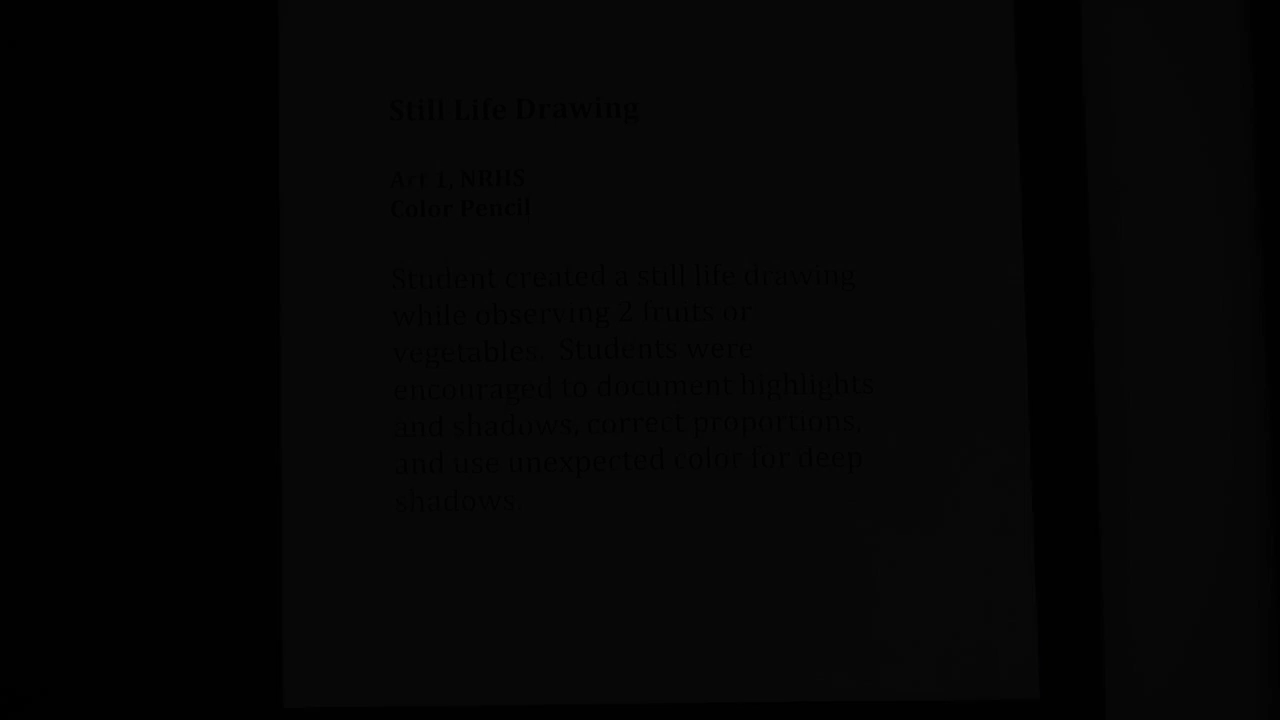 Still Life Drawing
Art 1, NRHS
Color Pencil
Student created a still life drawing
while observing 2 fruits or
vegetables. Students were
encouraged to document highlights
and shadows, correct proportions,
and use unexpected color for deep
shadows.